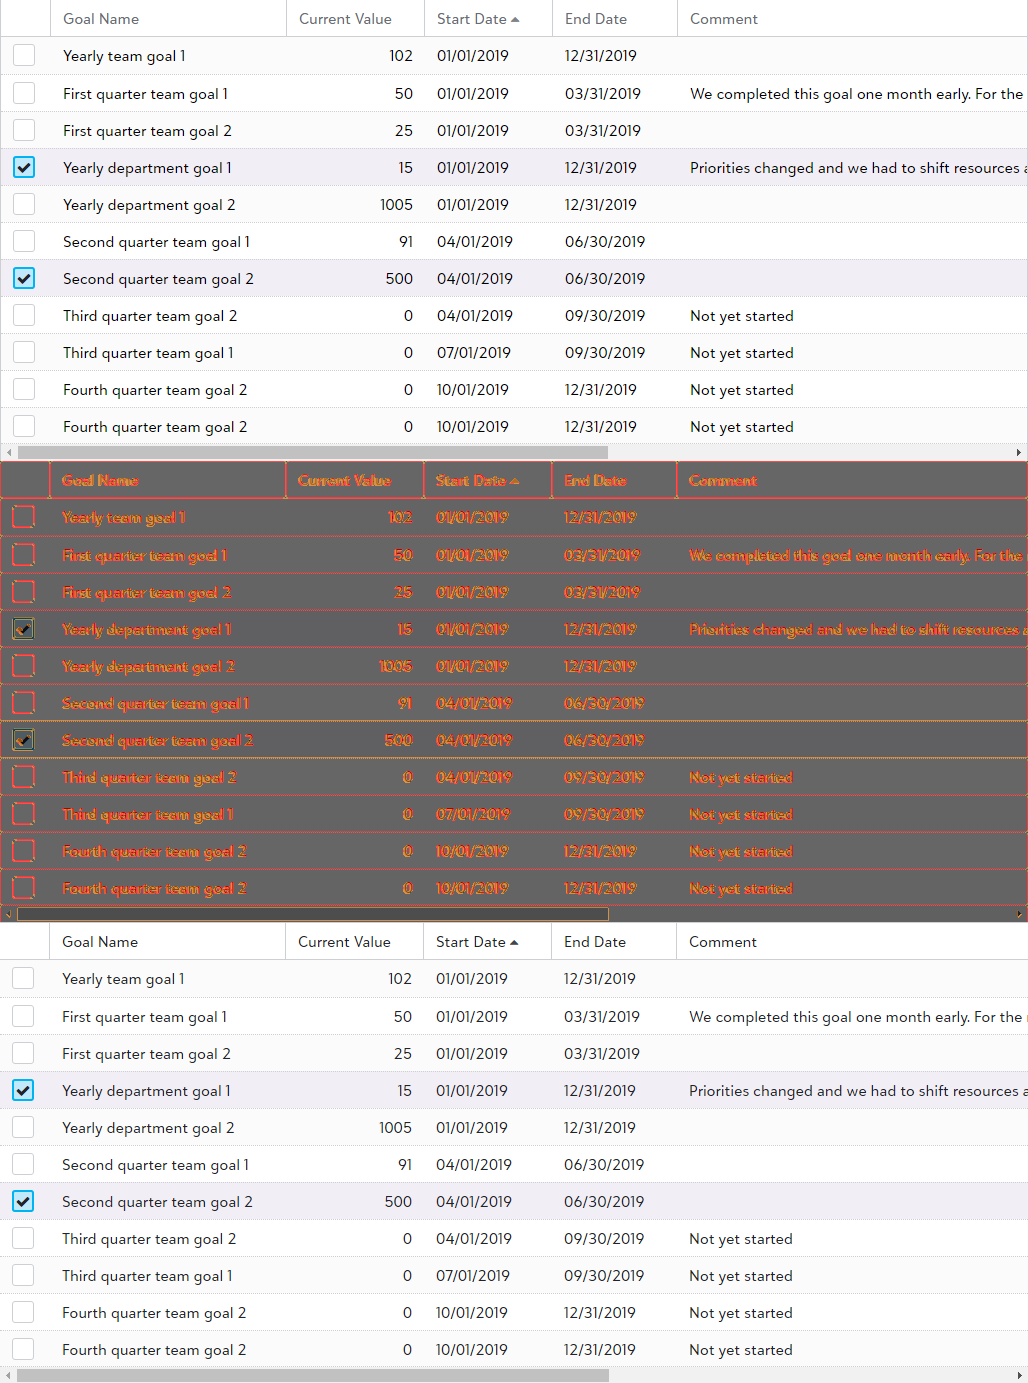 Goal Name Current Value Start Date End Date Comment
Yearly team goal 1 102 01/01/2019 12/31/2019
First quarter team goal 1 50 01/01/2019 03/31/2019 We completed this goal one month early. For the
First quarter team goal 2 25 01/01/2019 03/31/2019
Yearly department goal 1 15 01/01/2019 12/31/2019 Priorities changed and we had to shift resources a
Yearly department goal 2 1005 01/01/2019 12/31/2019
Second quarter team goal 1 91 04/01/2019 06/30/2019
Second quarter team goal 2 500 04/01/2019 06/30/2019
Third quarter team goal 2 0 04/01/2019 09/30/2019 Not yet started
Third quarter team goal 1 0 07/01/2019 09/30/2019 Not yet started
Fourth quarter team goal 2 0 10/01/2019 12/31/2019 Not yet started
Fourth quarter team goal 2 0 10/01/2019 12/31/2019 Not yet started
Goal Name Current Value Start Date End Date Comment
Yearly team goal 1 102 01/01/2019 12/31/2019
First quarter team goal 1 50 01/01/2019 03/31/2019 We completed this goal one month early. For the
First quarter team goal 2 25 01/01/2019 03/31/2019
Yearly department goal 1 15 01/01/2019 12/31/2019 Priorities changed and we had to shift resources a
Yearly department goal 2 1005 01/01/2019 12/31/2019
Second quarter team goal 1 91 04/01/2019 06/30/2019
Second quarter team goal 2 500 04/01/2019 06/30/2019
Third quarter team goal 2 0 04/01/2019 09/30/2019 Not yet started
Third quarter team goal 1 0 07/01/2019 09/30/2019 Not yet started
Fourth quarter team goal 2 0 10/01/2019 12/31/2019 Not yet started
Fourth quarter team goal 2 0 10/01/2019 12/31/2019 Not yet started
Goal Name Current Value Start Date End Date Comment
Yearly team goal 1 102 01/01/2019 12/31/2019
First quarter team goal 1 50 01/01/2019 03/31/2019 We completed this goal one month early. For the
First quarter team goal 2 25 01/01/2019 03/31/2019
Yearly department goal 1 15 01/01/2019 12/31/2019 Priorities changed and we had to shift resources a
Yearly department goal 2 1005 01/01/2019 12/31/2019
Second quarter team goal 1 91 04/01/2019 06/30/2019
Second quarter team goal 2 500 04/01/2019 06/30/2019
Third quarter team goal 2 0 04/01/2019 09/30/2019 Not yet started
Third quarter team goal 1 0 07/01/2019 09/30/2019 Not yet started
Fourth quarter team goal 2 0 10/01/2019 12/31/2019 Not yet started
Fourth quarter team goal 2 0 10/01/2019 12/31/2019 Not yet started